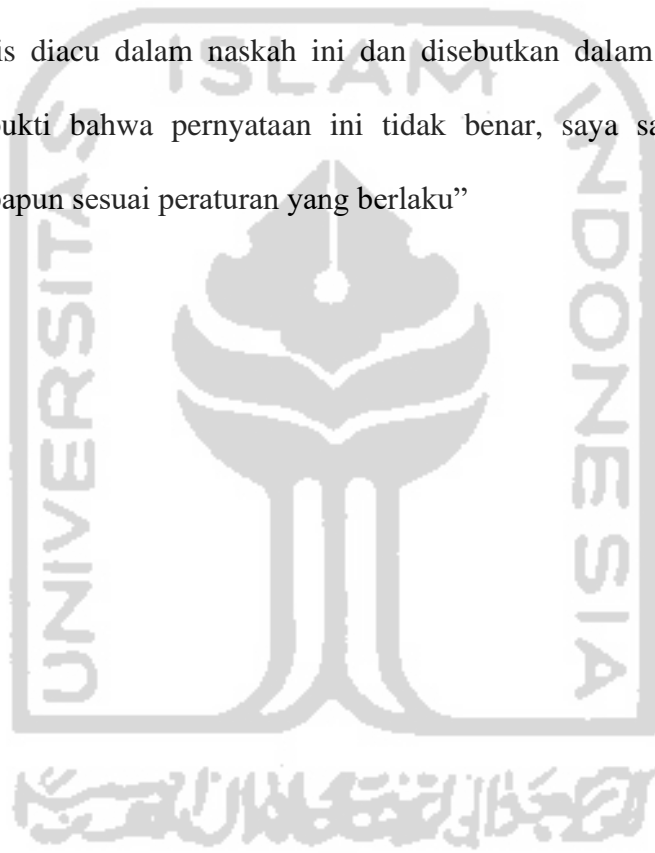 is diacu dalam naskah ini dan disebutkan dalam
ukti bahwa pernyataan ini tidak benar, saya sa
papun sesuai peraturan yang berlaku”
ISLAM
UNIVERSITAS
INDONESIA